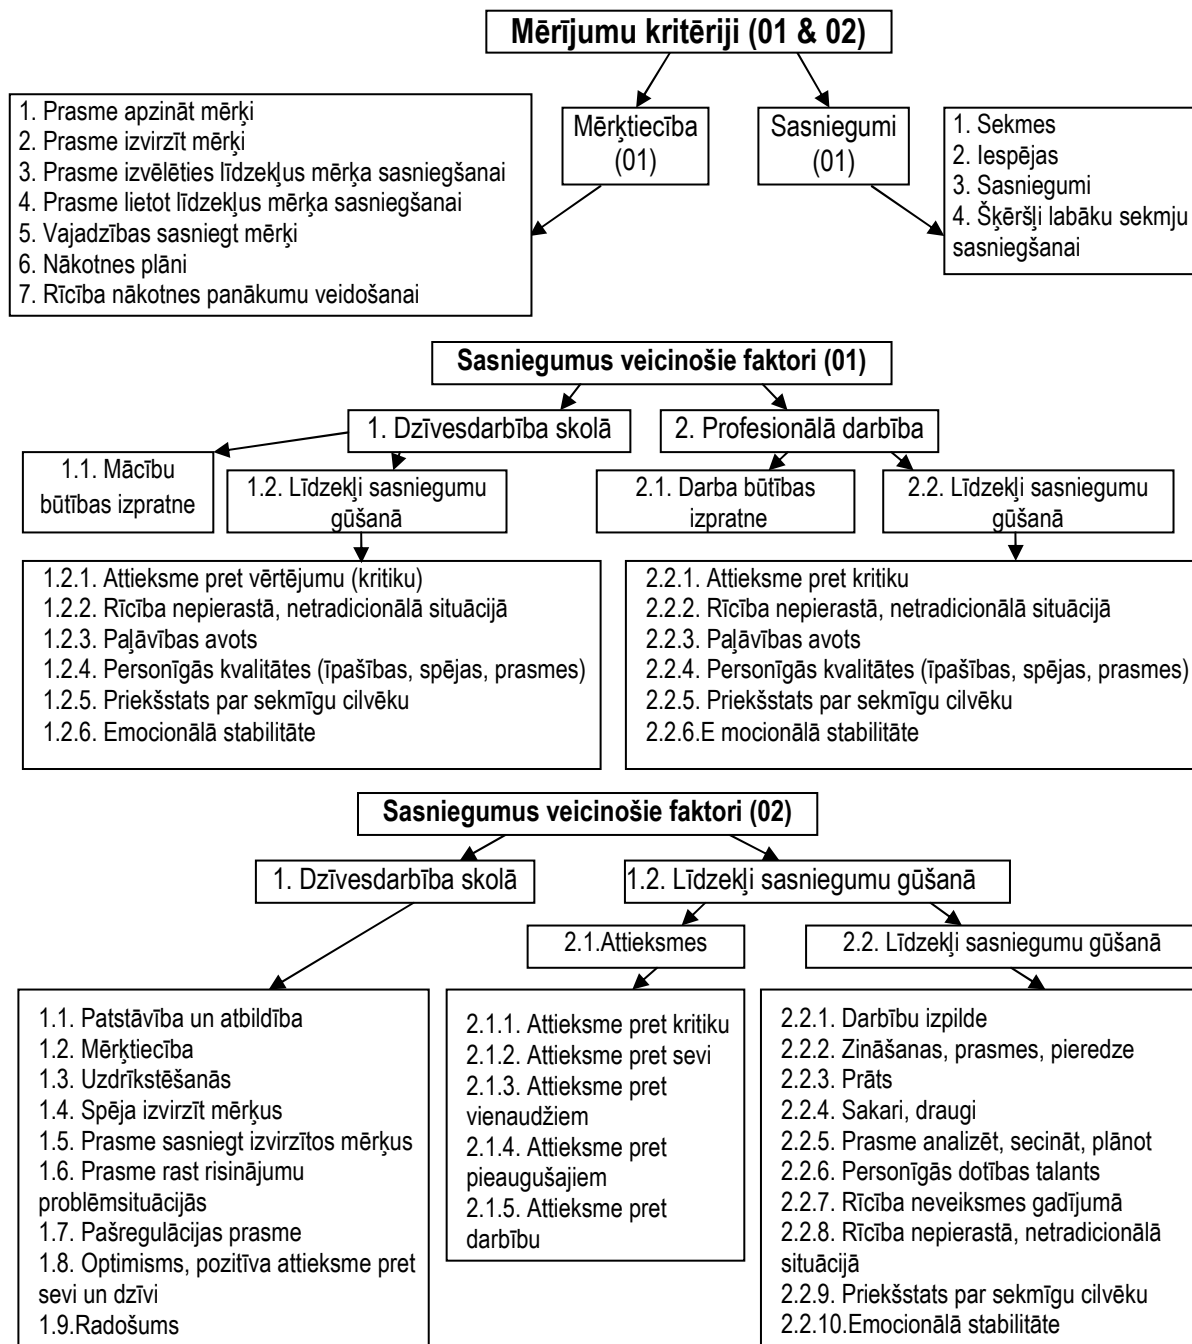 Mērījumu kritēriji (01 & 02)
1. Prasme apzināt mērķi
2. Prasme izvirzīt mērķi
3. Prasme izvēlēties līdzekļus mērķa sasniegšanai
4. Prasme lietot līdzekļus mērķa sasniegšanai
5. Vajadzības sasniegt mērķi
6. Nākotnes plāni
7. Rīcība nākotnes panākumu veidošanai
Mērķtiecība
(01)
Sasniegumi
(01)
1. Sekmes
2. Iespējas
3. Sasniegumi
4. Šķēršļi labāku sekmju
sasniegšanai
Sasniegumus veicinošie faktori (01)
1. Dzīvesdarbība skolā
2. Profesionālā darbība
1.1. Mācību
būtības izpratne
1.2. Līdzekļi sasniegumu
gūšanā
2.1. Darba būtības
izpratne
2.2. Līdzekļi sasniegumu
gūšanā
1.2.1. Attieksme pret vērtējumu (kritiku)
1.2.2. Rīcība nepierastā, netradicionālā situācijā
1.2.3. Paļāvības avots
1.2.4. Personīgās kvalitātes (īpašības, spējas, prasmes)
1.2.5. Priekšstats par sekmīgu cilvēku
1.2.6. Emocionālā stabilitāte
2.2.1. Attieksme pret kritiku
2.2.2. Rīcība nepierastā, netradicionālā situācijā
2.2.3. Paļāvības avots
2.2.4. Personīgās kvalitātes (īpašības, spējas, prasmes)
2.2.5. Priekšstats par sekmīgu cilvēku
2.2.6.E mocionālā stabilitāte
Sasniegumus veicinošie faktori (02)
1. Dzīvesdarbība skolā
1.2. Līdzekļi sasniegumu gūšanā
2.1.Attieksmes
2.2. Līdzekļi sasniegumu gūšanā
1.1. Patstāvība un atbildība
1.2. Mērķtiecība
1.3. Uzdrīkstēšanās
1.4. Spēja izvirzīt mērķus
1.5. Prasme sasniegt izvirzītos mērķus
1.6. Prasme rast risinājumu
problēmsituācijās
1.7. Pašregulācijas prasme
1.8. Optimisms, pozitīva attieksme pret
sevi un dzīvi
1.9.Radošums
2.1.1. Attieksme pret kritiku
2.1.2. Attieksme pret sevi
2.1.3. Attieksme pret
vienaudžiem
2.1.4. Attieksme pret
pieaugušajiem
2.1.5. Attieksme pret
darbību
2.2.1. Darbību izpilde
2.2.2. Zināšanas, prasmes, pieredze
2.2.3. Prāts
2.2.4. Sakari, draugi
2.2.5. Prasme analizēt, secināt, plānot
2.2.6. Personīgās dotības talants
2.2.7. Rīcība neveiksmes gadījumā
2.2.8. Rīcība nepierastā, netradicionālā
situācijā
2.2.9. Priekšstats par sekmīgu cilvēku
2.2.10.Emocionālā stabilitāte